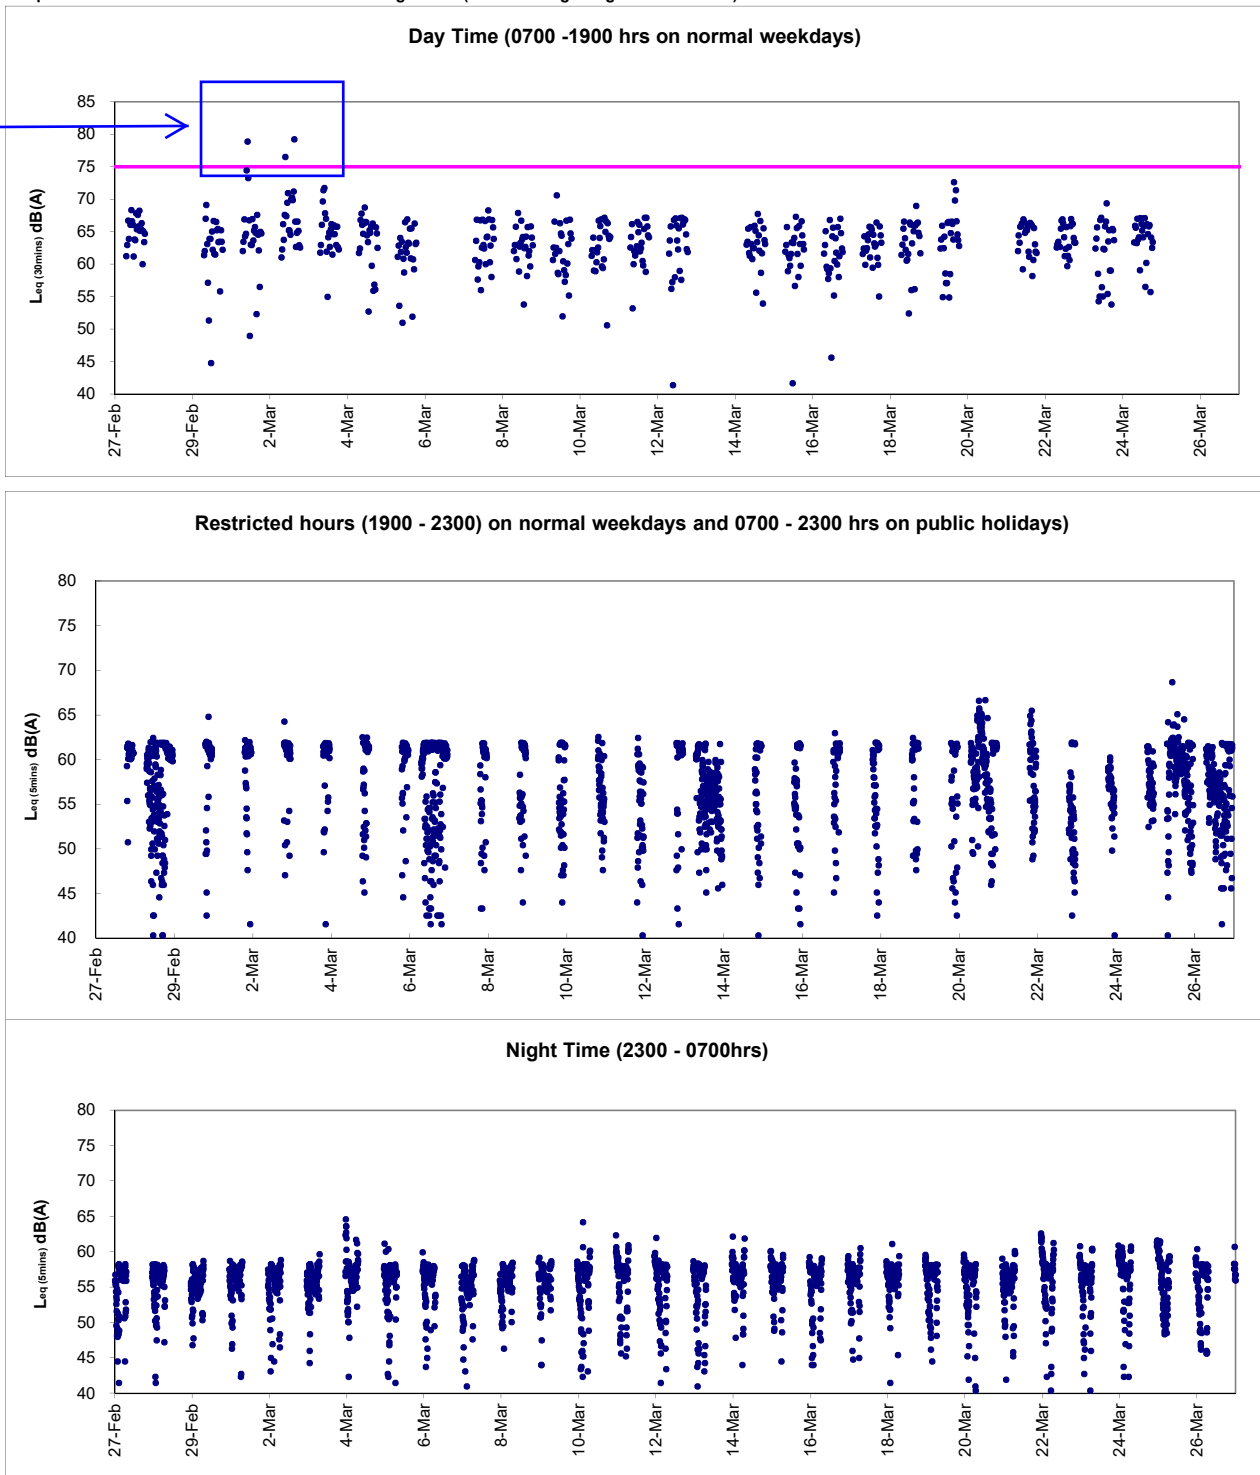 Day Time (0700 -1900 hrs on normal weekdays)
85
80
75
70
65
60
55
50
45
40
Leq (30mins) dB(A)
27-Feb
29-Feb
2-Mar
4-Mar
6-Mar
8-Mar
10-Mar
12-Mar
14-Mar
16-Mar
18-Mar
20-Mar
22-Mar
24-Mar
26-Mar
Restricted hours (1900 - 2300) on normal weekdays and 0700 - 2300 hrs on public holidays)
80
75
70
65
60
55
50
45
40
Leq (5mins) dB(A)
27-Feb
29-Feb
2-Mar
4-Mar
6-Mar
8-Mar
10-Mar
12-Mar
14-Mar
16-Mar
18-Mar
20-Mar
22-Mar
24-Mar
26-Mar
Night Time (2300 - 0700hrs)
80
75
70
65
60
55
50
45
40
Leq (5mins) dB(A)
27-Feb
29-Feb
2-Mar
4-Mar
6-Mar
8-Mar
10-Mar
12-Mar
14-Mar
16-Mar
18-Mar
20-Mar
22-Mar
24-Mar
26-Mar